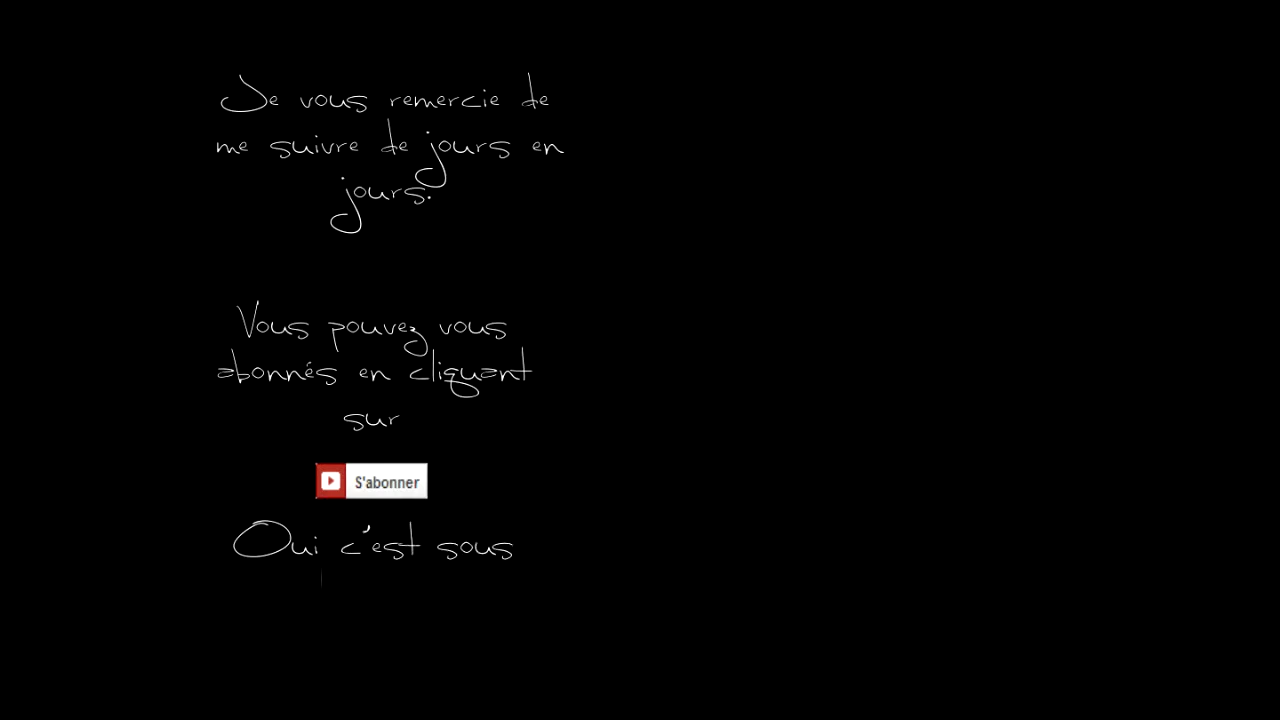 Je vous remercie de
me suivre de jours en
jours.
Vous pouvez vous
abonnés en cliquant
sur
S'abonner
Oui c'est sous